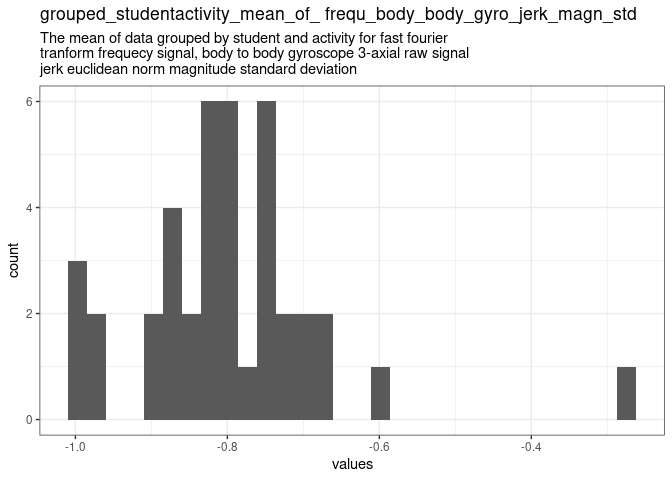 grouped_studentactivity_mean_of_ frequ_body_body_gyro_jerk_magn_std
The mean of data grouped by student and activity for fast fourier
tranform frequecy signal, body to body gyroscope 3-axial raw signal
jerk euclidean norm magnitude standard deviation
6
4
2
0
count
-1.0 -0.8 -0.6 -0.4
values